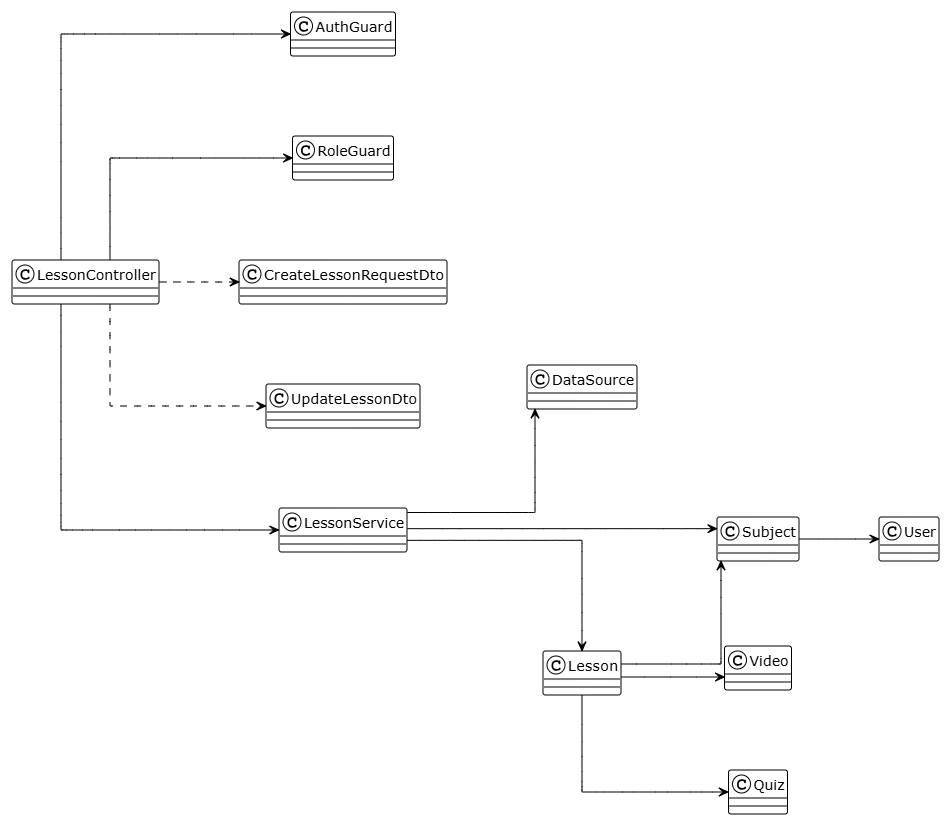 C AuthGuard
C RoleGuard
C LessonController
C CreateLessonRequestDto
C DataSource
C UpdateLessonDto
C LessonService
C Subject
C User
C Lesson
C Video
C Quiz